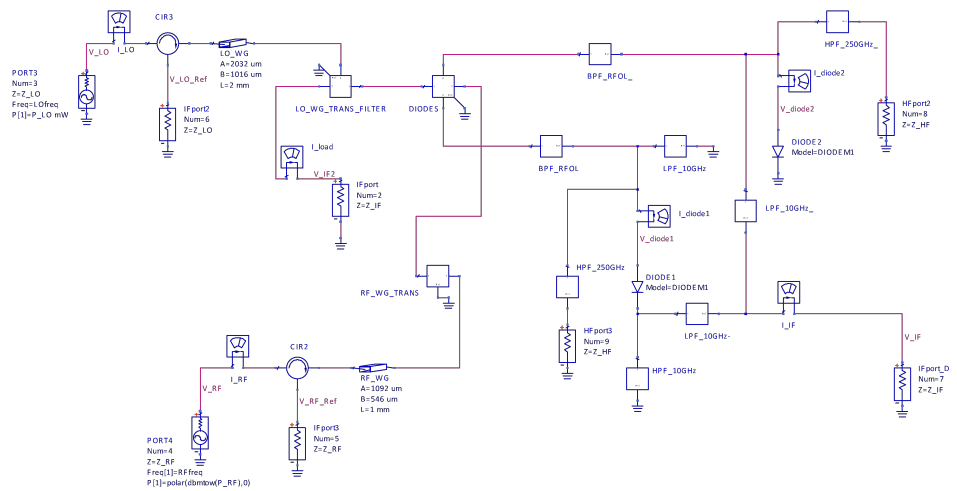 CIR3
HPF_250GHz_
V_LO
I_LO
LO_WG
A=2032 um
B=1016 um
L=2 mm
PORT3
Num=3
Z=Z_LO
Freq=LOfreq
P[1]=P_LO mW
V_LO_Ref
IFport2
Num=6
Z=Z_LO
LO_WG_TRANS_FILTER
DIODES
BPF_RFOL_
I_diode2
V_diode2
HFport2
Num=8
Z=Z_HF
DIODE2
Model=DIODEM1
I_load
V_IF2
IFport
Num=2
Z=Z_IF
BPF_RFOL
LPF_10GHz
LPF_10GHz_
I_diode1
V_diode1
RF_WG_TRANS
HPF_250GHz
DIODE1
Model=DIODEM1
LPF_10GHz-
I_IF
V_IF
HFport3
Num=9
Z=Z_HF
HPF_10GHz
IFport_D
Num=7
Z=Z_IF
CIR2
I_RF
V_RF
V_RF_Ref
RF_WG
A=1092 um
B=546 um
L=1 mm
IFport3
Num=5
Z=Z_RF
PORT4
Num=4
Z=Z_RF
Freq[1]=RFfreq
P[1]=polar(dbmtow(P_RF),0)